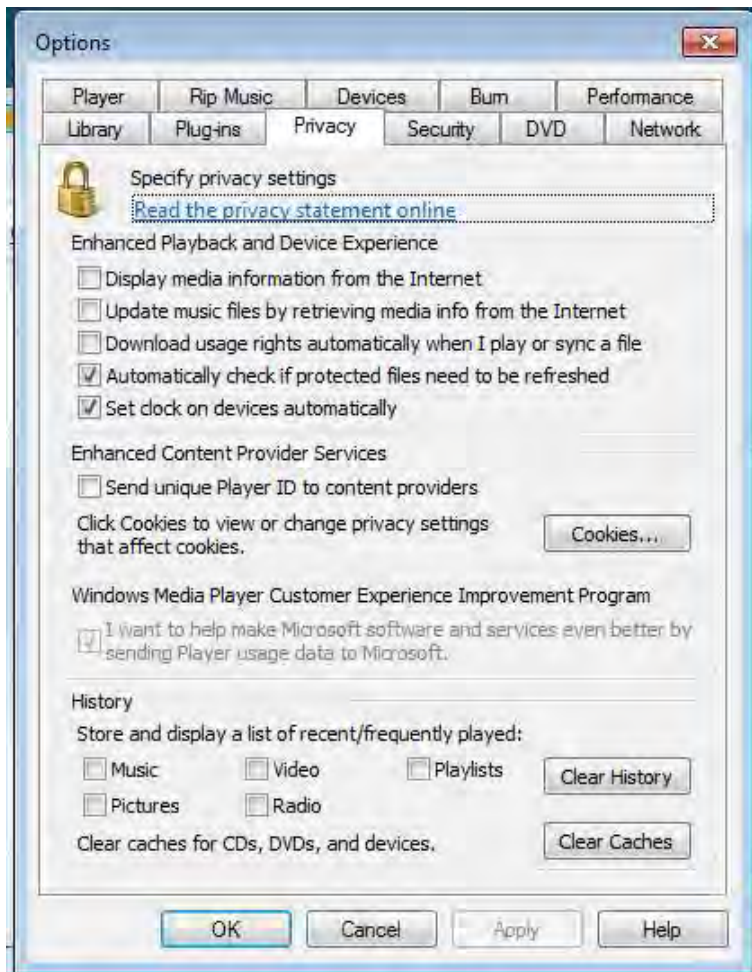 Options
Player Rip Music Devices Burn Performance
Library Plug-ins Privacy Security DVD Network
Specify privacy settings
Read the privacy statement online
Enhanced Playback and Device Experience
Display media information from the Internet
Update music files by retrieving media info from the Internet
Download usage rights automatically when I play or sync a file
Automatically check if protected files need to be refreshed
Set clock on devices automatically
Enhanced Content Provider Services
Send unique Player ID to content providers
Click Cookies to view or change privacy settings
that affect cookies.
Cookies...
Windows Media Player Customer Experience Improvement Program
I want to help make Microsoft software and services even better by
sending Player usage data to Microsoft.
History
Store and display a list of recent/frequently played:
Music Video Playlists Clear History
Pictures Radio
Clear caches for CDs, DVDs, and devices. Clear Caches
OK Cancel Apply Help